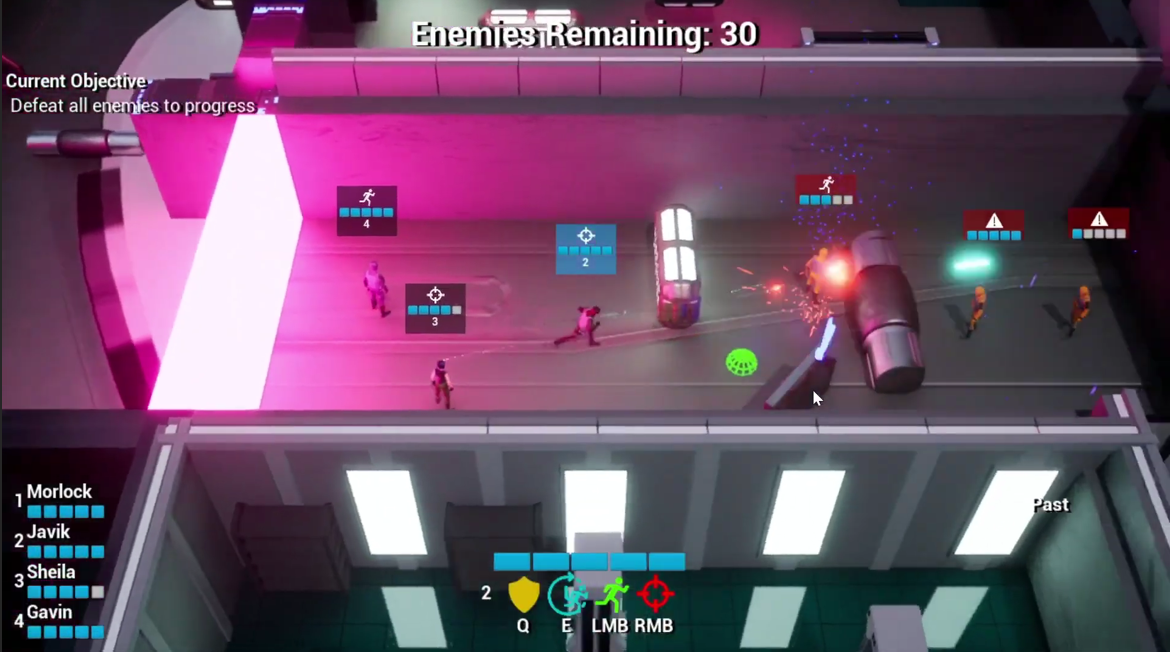 Enemies Remaining: 30
Current Objective
Defeat all enemies to progress
4
2
3
1 Morlock
2 Javik
3 Sheila
4 Gavin
Past
2
Q E LMB RMB